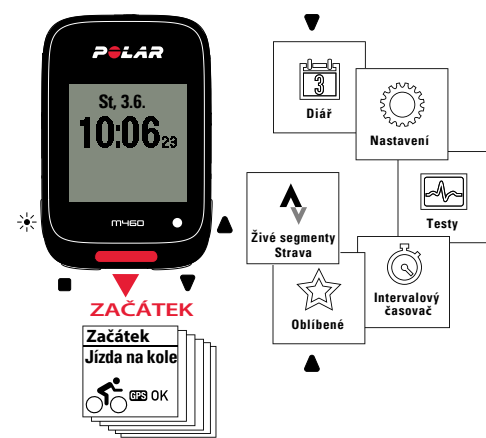 POLAR
St, 3.6.
10:06 23
M460
ZAČÁTEK
Začátek
Jízda na kole
GPS OK
3
Diář
Nastavení
Testy
Živé segmenty
Strava
Intervalový
časovač
Oblíbené